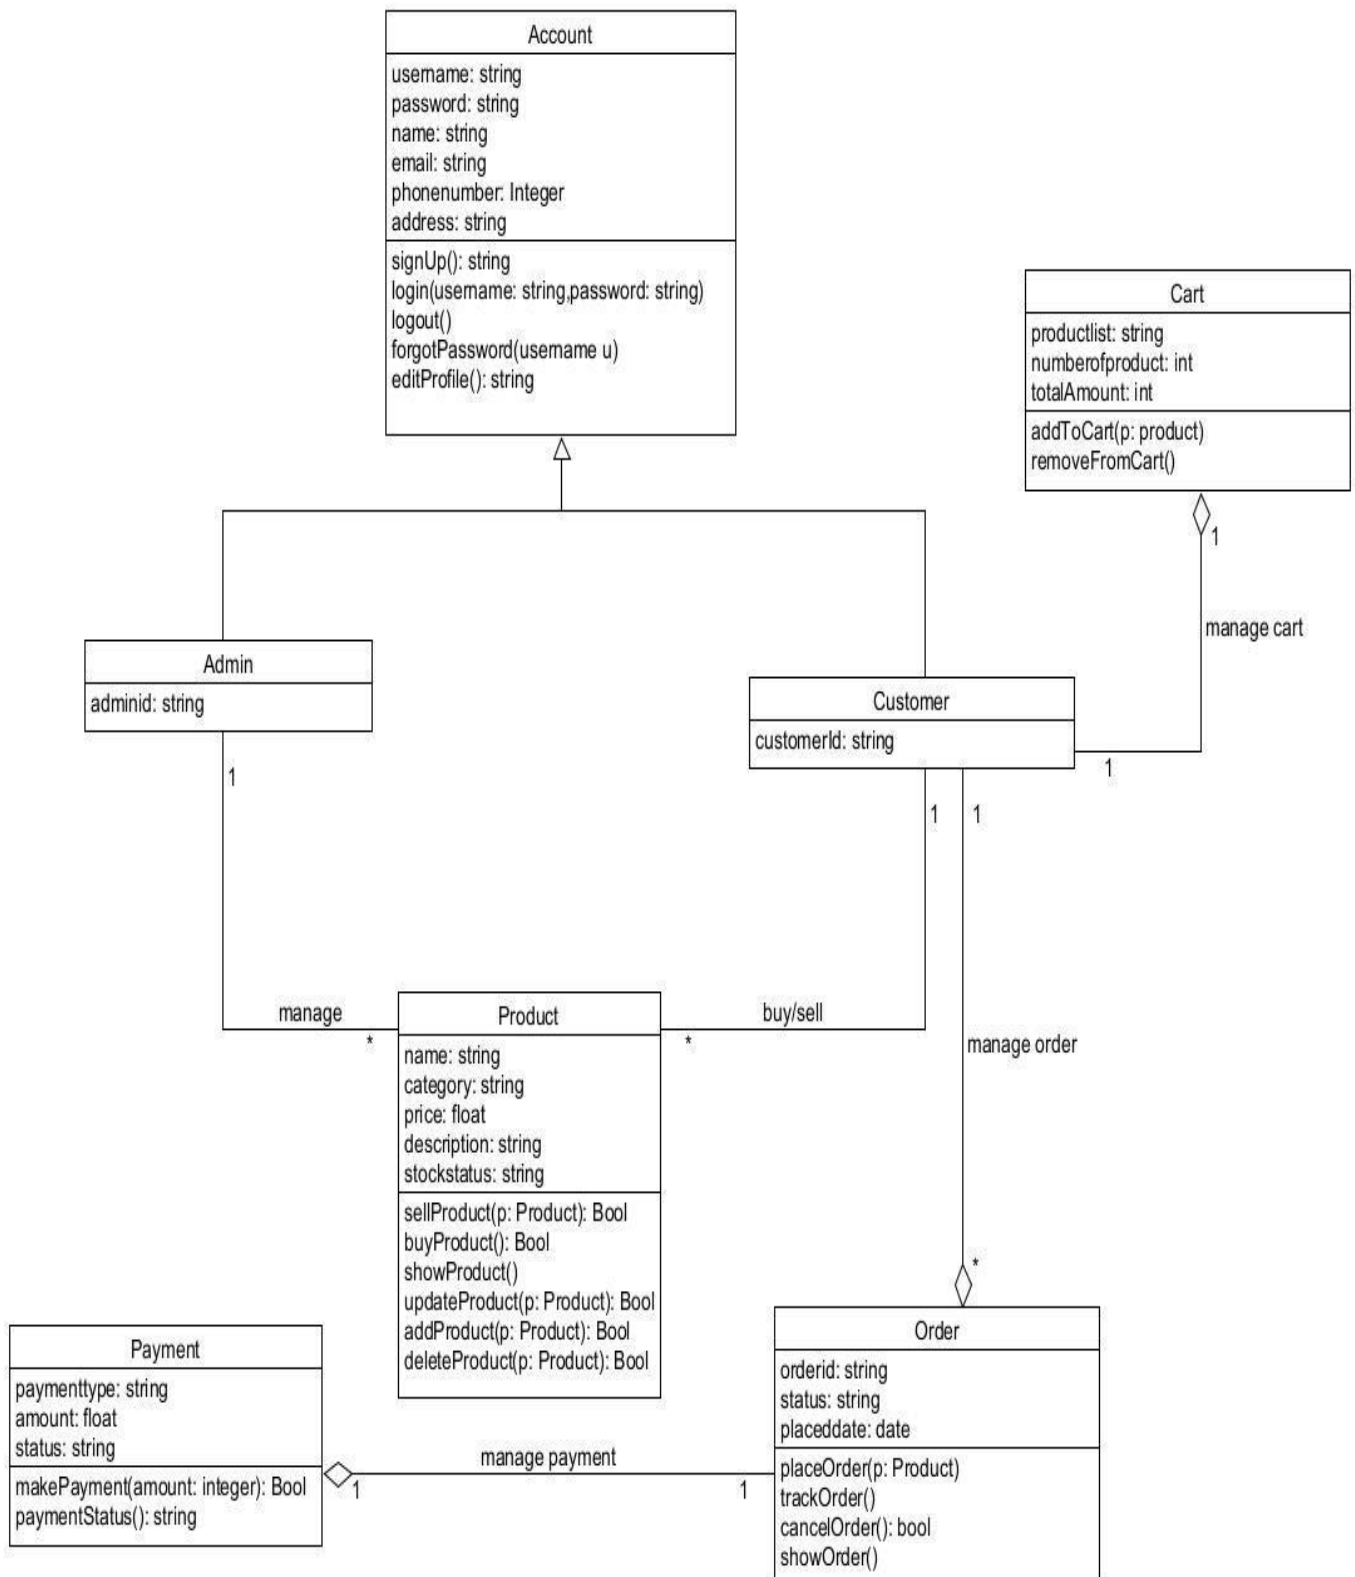 Account
username: string
password: string
name: string
email: string
phonenumber: Integer
address: string
signUp(): string
login(username: string,password: string)
logout()
forgotPassword(username u)
editProfile(): string
Cart
productlist: string
numberofproduct: int
totalAmount: int
addToCart(p: product)
removeFromCart()
1
manage cart
Admin
adminid: string
1
Customer
customerId: string
1
1
1
manage
*
buy/sell
*
manage order
*
Product
name: string
category: string
price: float
description: string
stockstatus: string
sellProduct(p: Product): Bool
buyProduct(): Bool
showProduct()
updateProduct(p: Product): Bool
addProduct(p: Product): Bool
deleteProduct(p: Product): Bool
Payment
paymenttype: string
amount: float
status: string
makePayment(amount: integer): Bool
paymentStatus(): string
manage payment
1
1
Order
orderid: string
status: string
placeddate: date
placeOrder(p: Product)
trackOrder()
cancelOrder(): bool
showOrder()